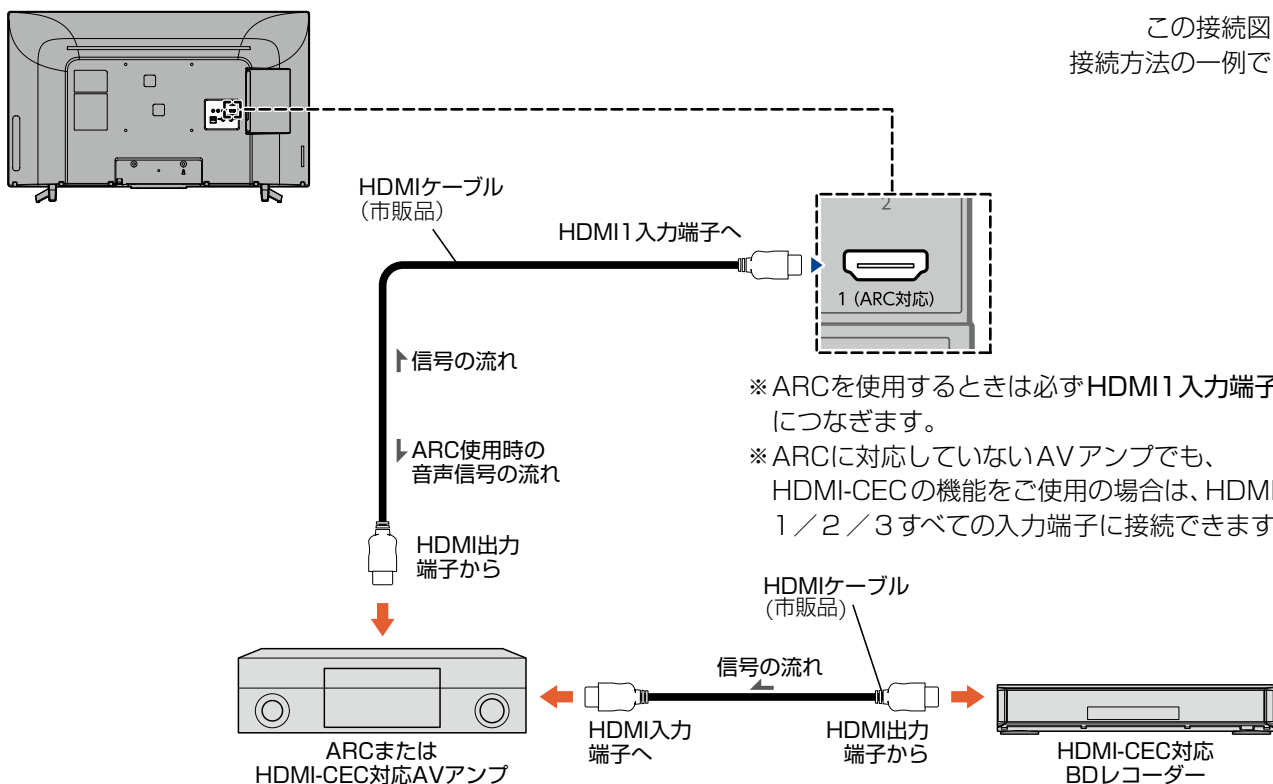 この接続図
接続方法の一例で
HDMIケーブル
（市販品）
HDMI1入力端子へ
2
1（ARC対応）
信号の流れ
ARC使用時の
音声信号の流れ
※ARCを使用するときは必ずHDMI1入力端子
につなぎます。
※ARCに対応していないAVアンプでも、
HDMI-CECの機能をご使用の場合は、HDMI
1／2／3すべての入力端子に接続できます
HDMI出力
端子から
HDMIケーブル
(市販品)
信号の流れ
HDMI入力
端子へ
HDMI出力
端子から
ARCまたは
HDMI-CEC対応AVアンプ
HDMI-CEC対応
BDレコーダー